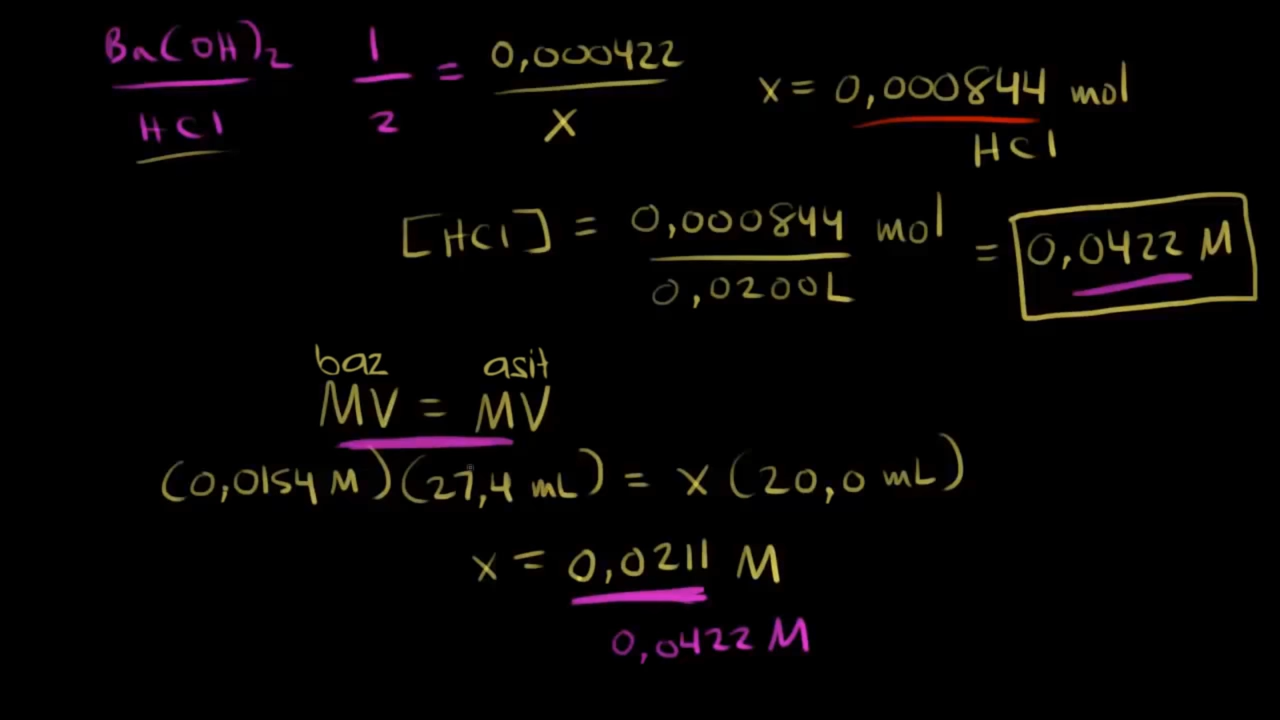 Ba(OH)₂ 1 = 0,000422
HCl 2 X
x = 0,000844 mol
HCl
[HCl] = 0,000844 mol = 0,0422 M
0,0200L
baz asit
MV = MV
(0,0154 M)(27,4 mL) = x (20,0 mL)
x = 0,0211 M
0,0422 M